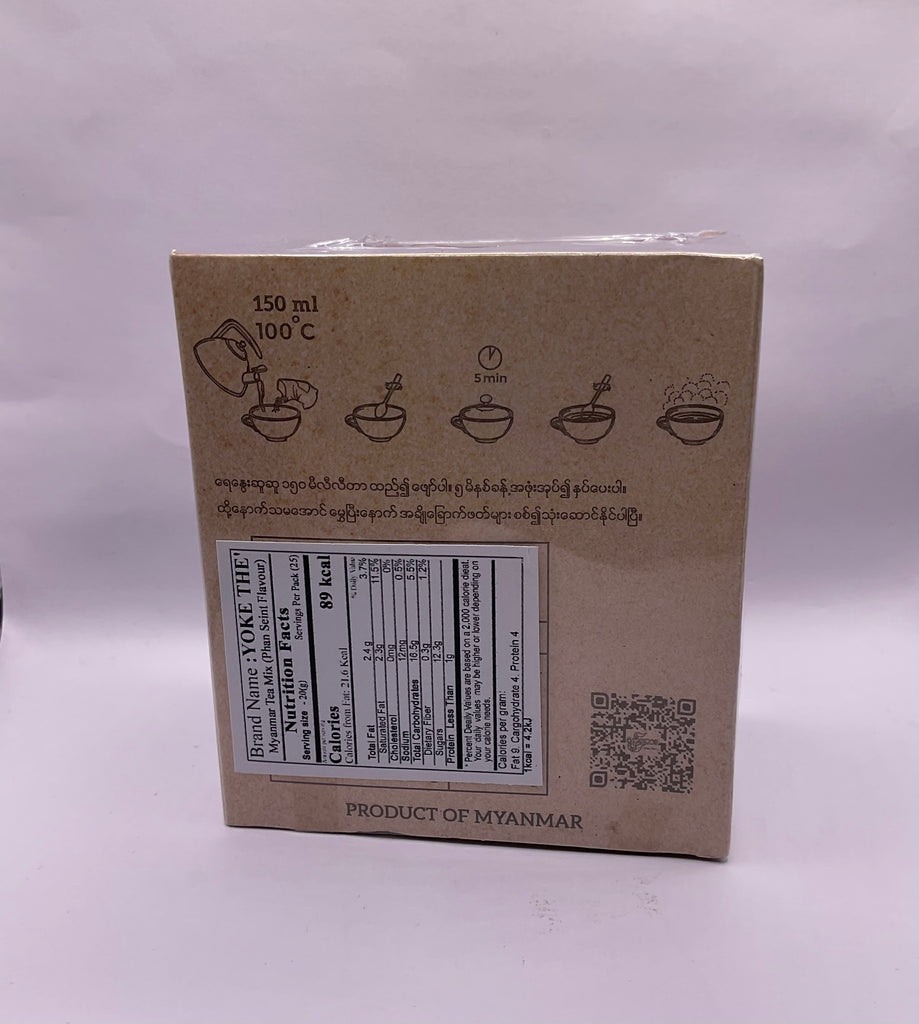 150 ml
100°C
5 min
ရေနွေးဆူဆူ ၁၅၀ မီလီလီတာ ထည့်၍ ဖျော်ပါ။ ၅ မိနစ်ခန့် အဖုံးအုပ်၍ နှပ်ပေးပါ။
ထို့နောက်သမအောင် မွှေပြီးနောက် အချိုခြောက်ဖတ်များ စစ်၍သုံးဆောင်နိုင်ပါပြီ။
Brand Name : YOKE THE'
Myanmar Tea Mix (Phan Seint Flavour)
Nutrition Facts
Serving size - 20(g) Servings Per Pack (25)
Calories 89 kcal
Calories from Fat: 21.6 Kcal
% Daily Value
Total Fat 2.4 g 3.7%
Saturated Fat 2.3g 11.5%
Cholesterol 0mg 0%
Sodium 12mg 0.5%
Total Carboohydrates 16.5g 5.5%
Dietary Fiber 0.3g 1.2%
Sugars 12.3g
Protein Less Than 1g
* Percent Deaily Values are based on a 2,000 calorie dieat.
Your daily values may be higher or lower depending on
your calorie needs.
Calories per gram:
Fat 9. Cargohydrate 4. Protein 4
1kcal = 4.2kJ
PRODUCT OF MYANMAR